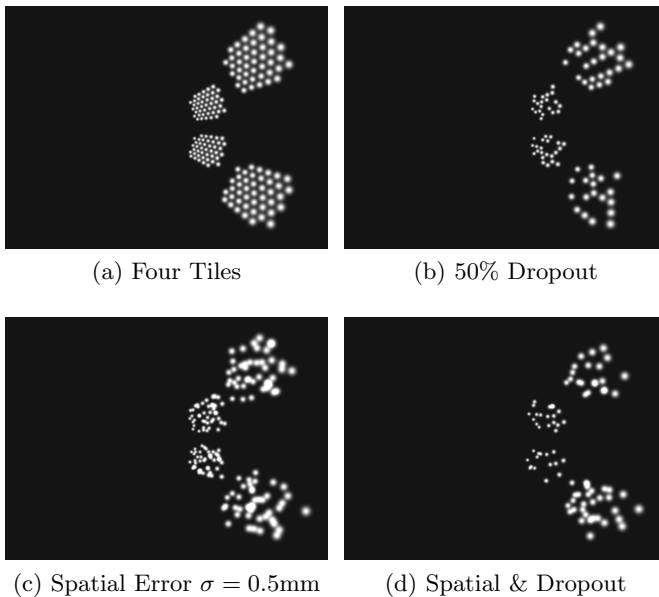 (a) Four Tiles
(b) 50% Dropout
(c) Spatial Error σ = 0.5mm
(d) Spatial & Dropout